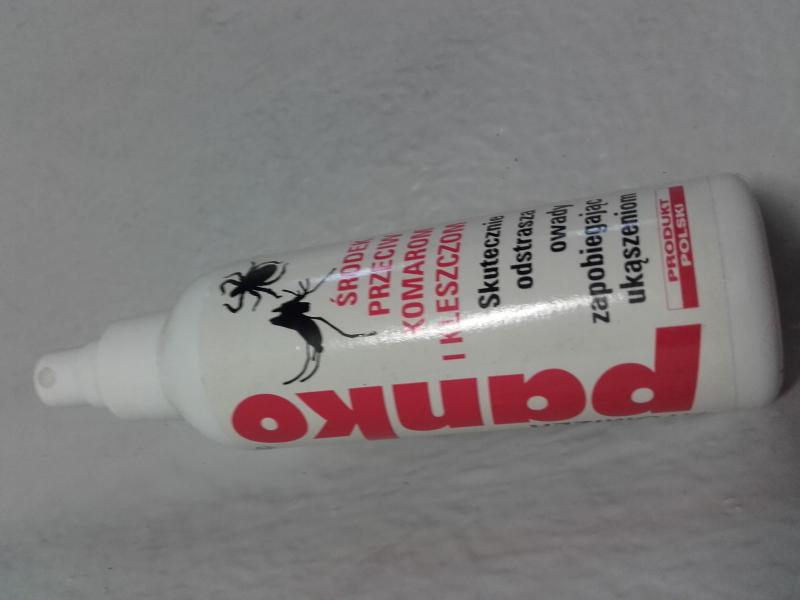 ŚRODEK
PRZECIW
KOMAROM
I KLESZCZOM
Skutecznie
odstrasza
owady
zapobiegając
ukąszeniom
PRODUKT
POLSKI
panko